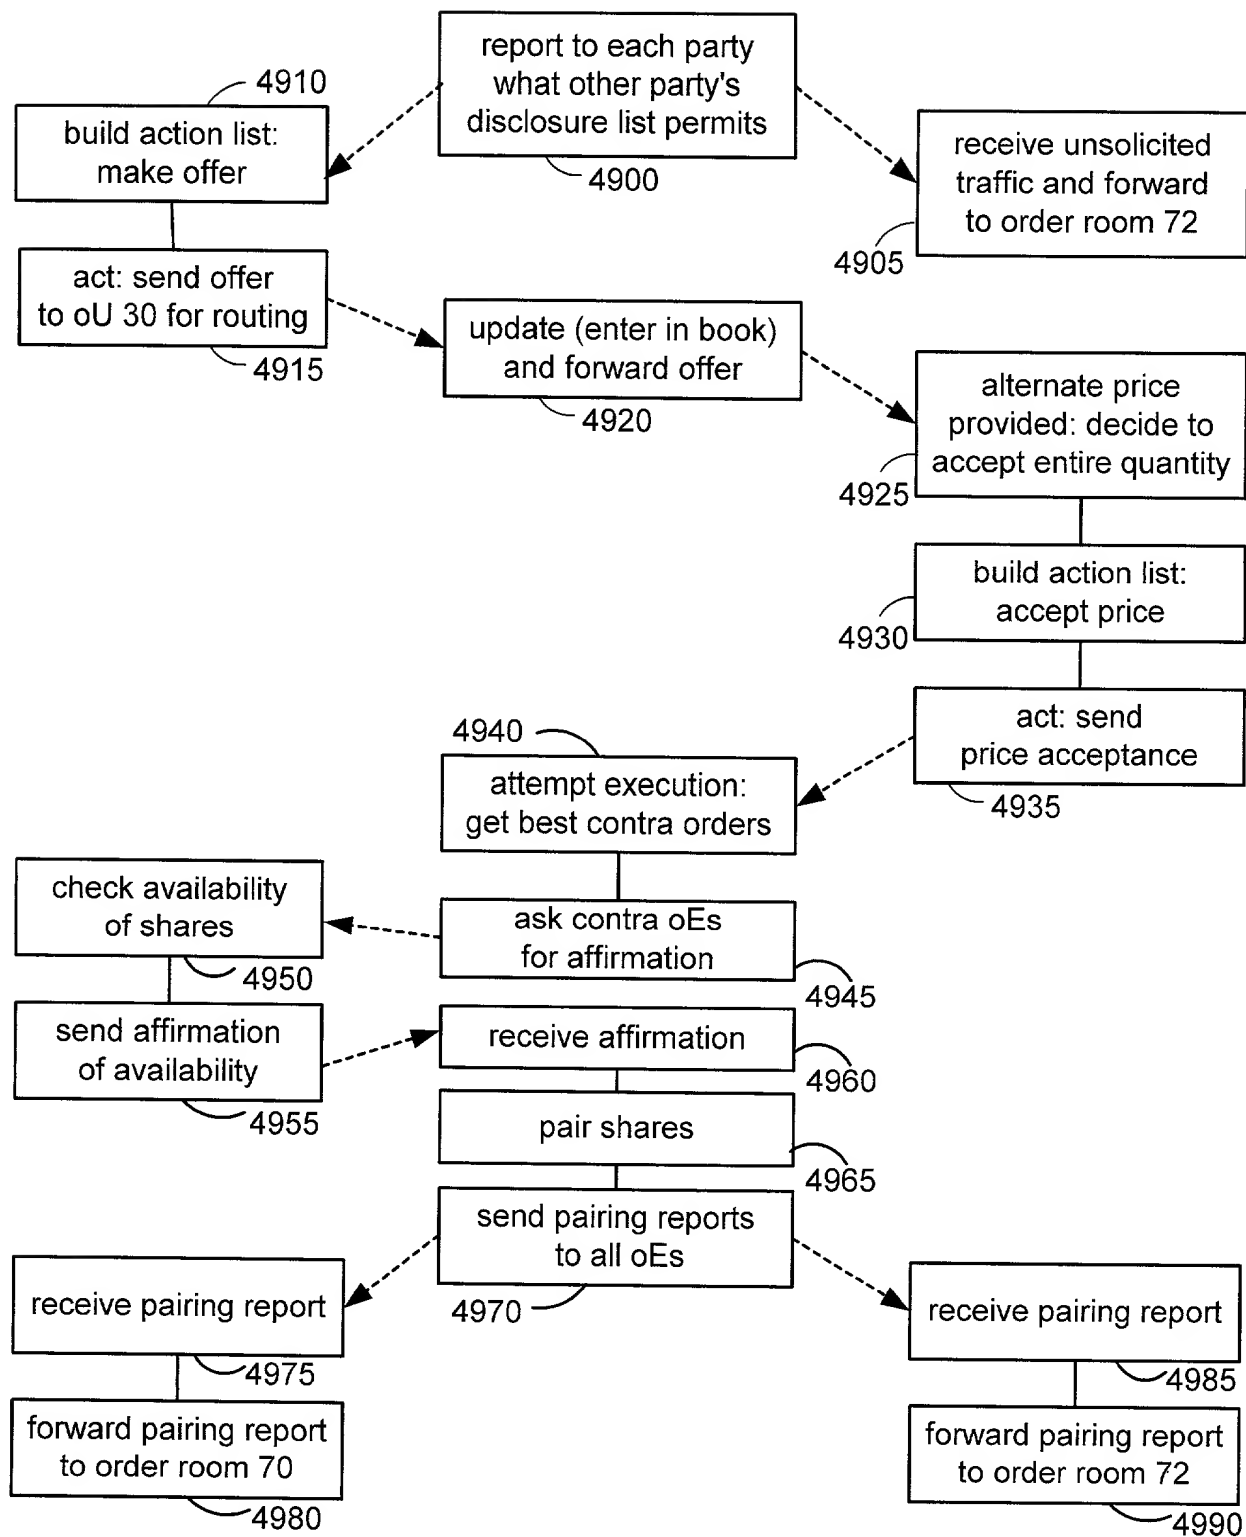 report to each party
what other party's
disclosure list permits
4900
4910
build action list:
make offer
receive unsolicited
traffic and forward
to order room 72
4905
act: send offer
to oU 30 for routing
4915
update (enter in book)
and forward offer
4920
alternate price
provided: decide to
accept entire quantity
4925
build action list:
accept price
4930
act: send
price acceptance
4935
4940
attempt execution:
get best contra orders
ask contra oEs
for affirmation
4945
check availability
of shares
4950
send affirmation
of availability
4955
receive affirmation
4960
pair shares
4965
send pairing reports
to all oEs
4970
receive pairing report
4975
forward pairing report
to order room 70
4980
receive pairing report
4985
forward pairing report
to order room 72
4990